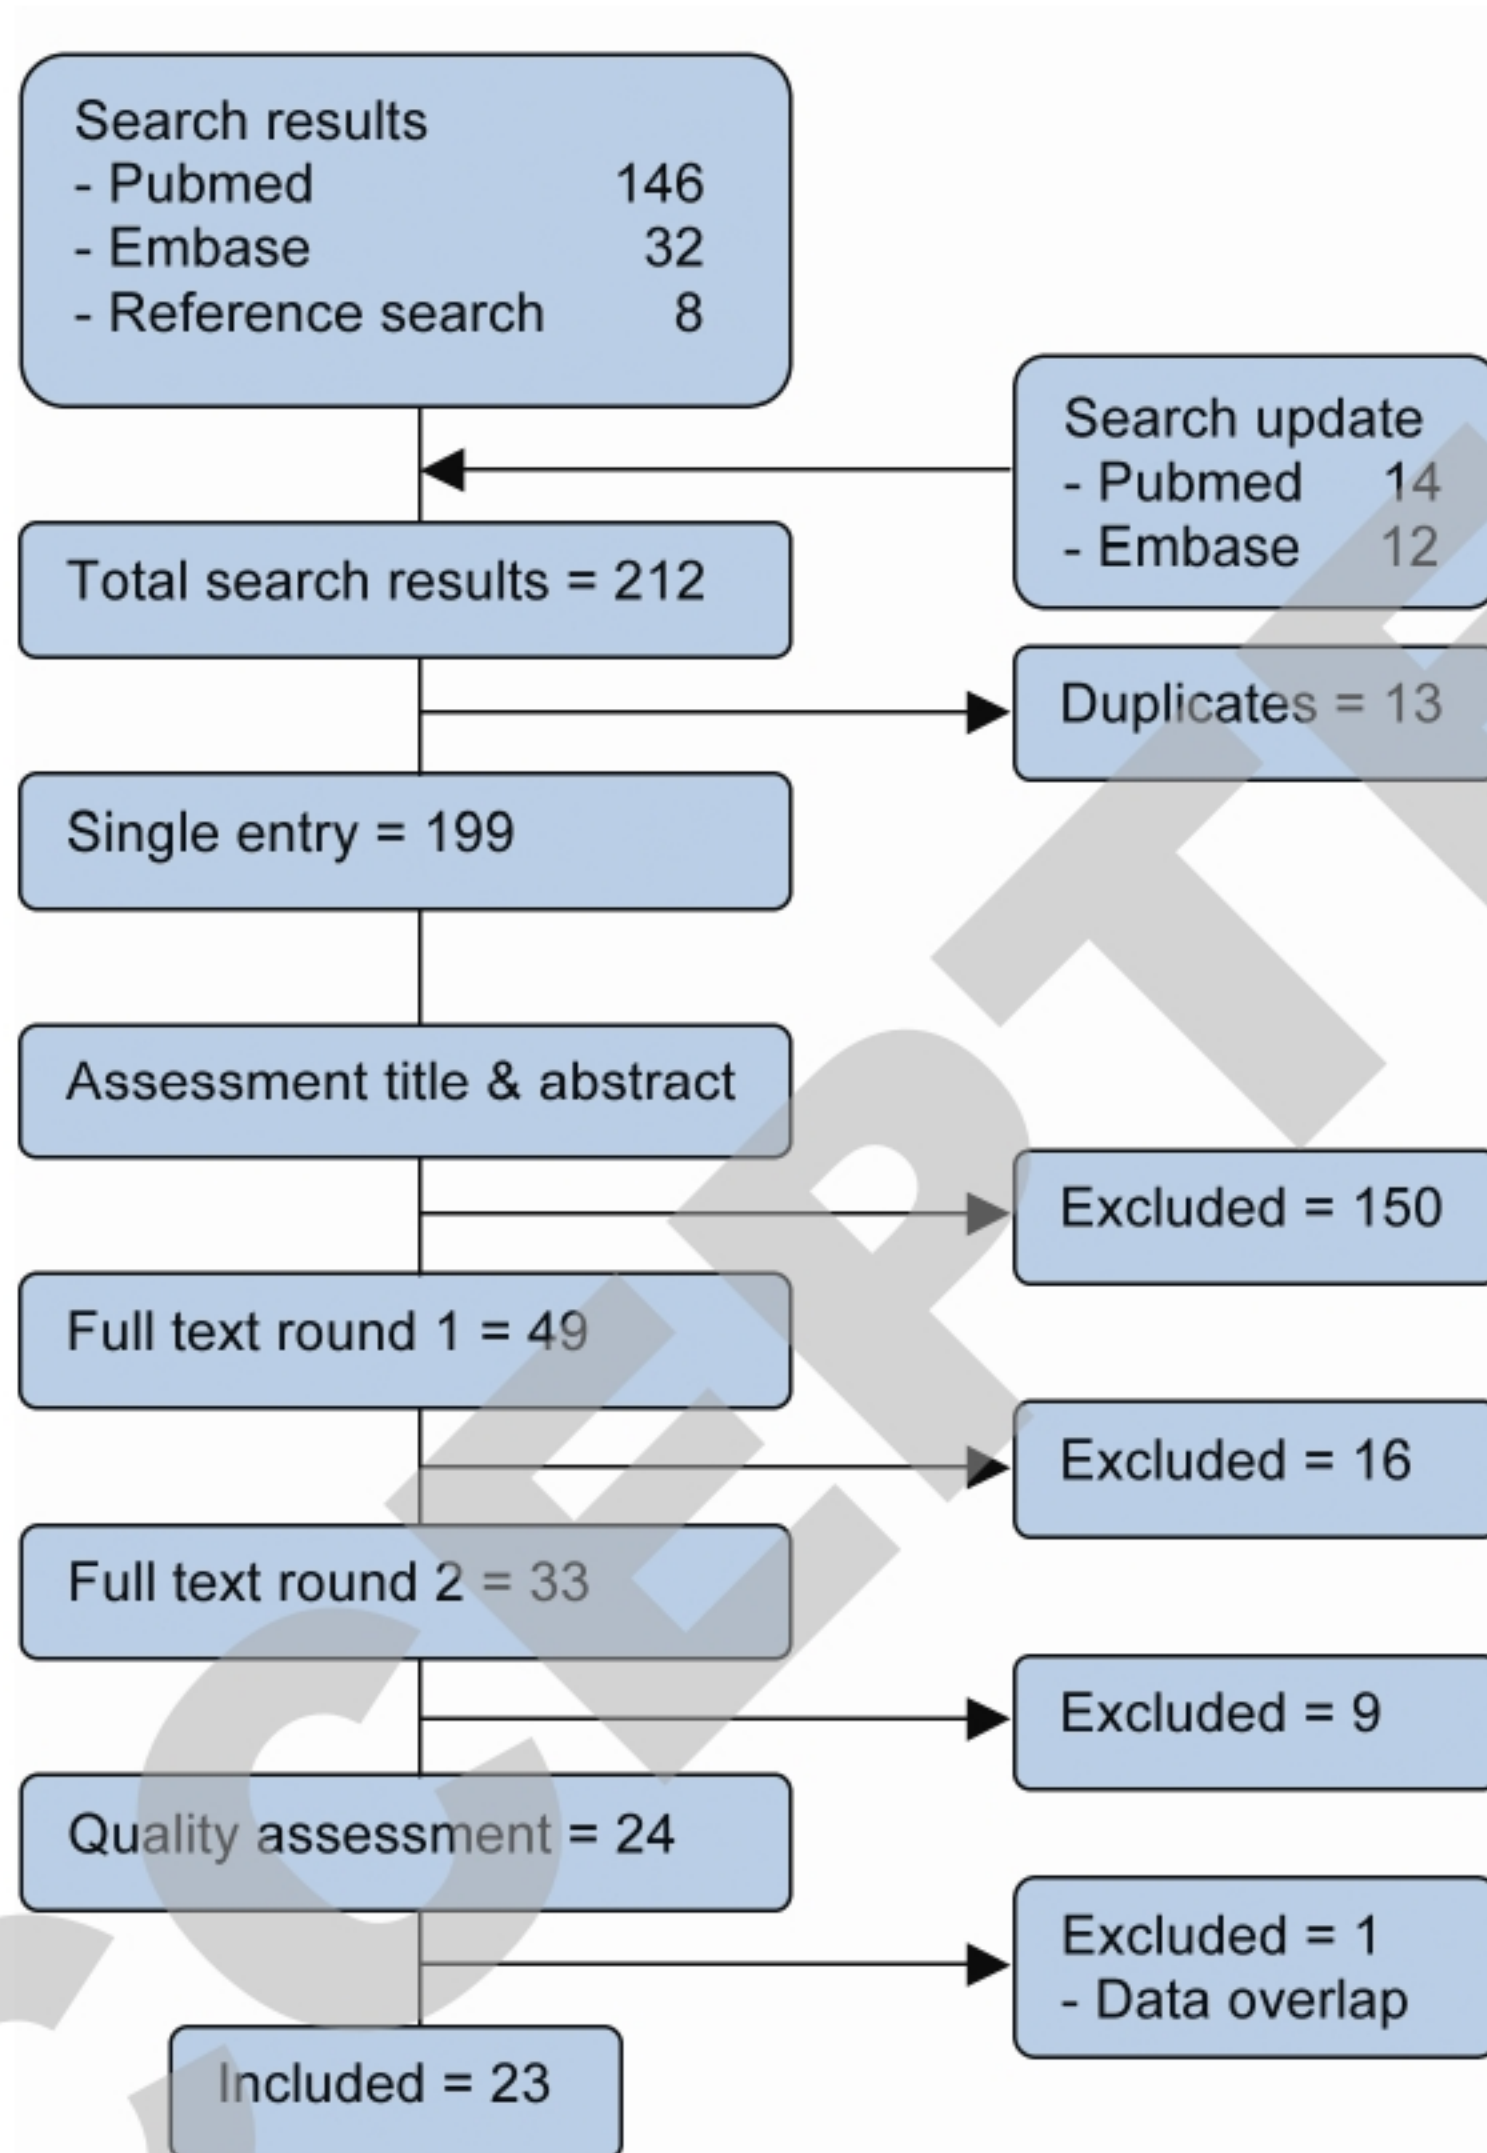 Search results
- Pubmed 146
- Embase 32
- Reference search 8
Search update
- Pubmed 14
- Embase 12
Total search results = 212
Duplicates = 13
Single entry = 199
Assessment title & abstract
Excluded = 150
Full text round 1 = 49
Excluded = 16
Full text round 2 = 33
Excluded = 9
Quality assessment = 24
Excluded = 1
- Data overlap
Included = 23